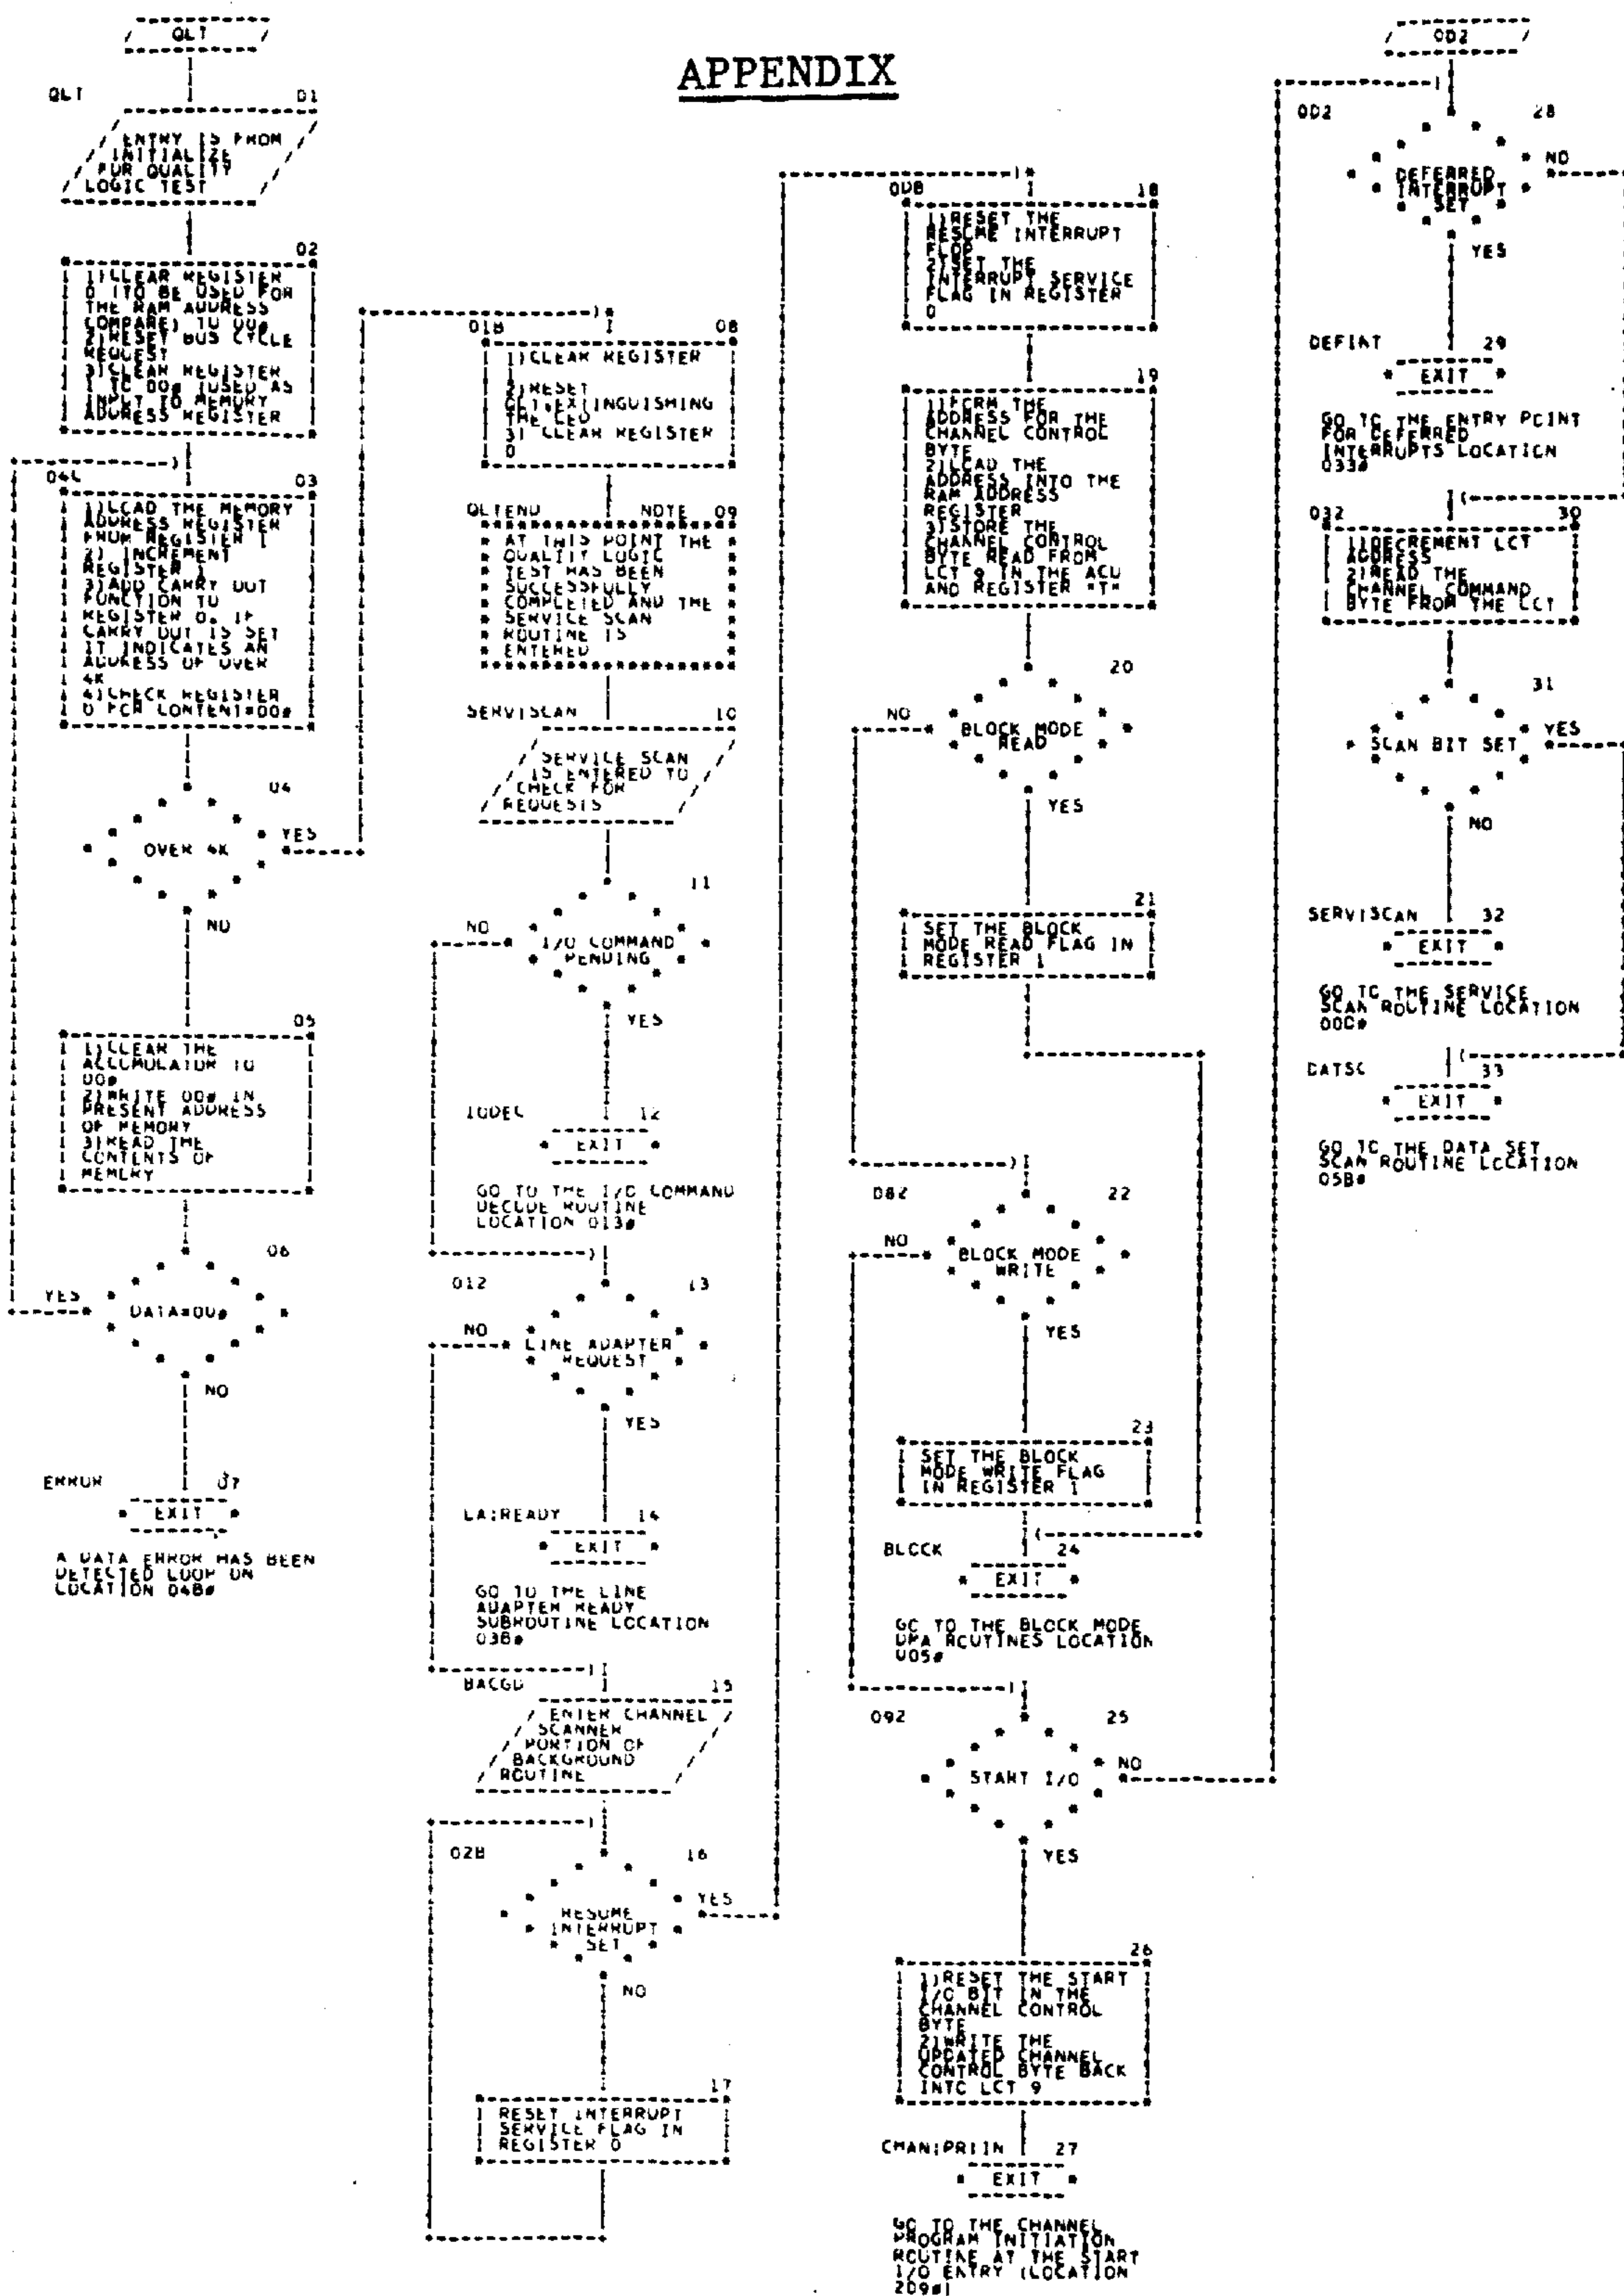 APPENDIX
QLT
QLT 01
ENTRY IS FROM
INITIALIZE
FOR QUALITY
LOGIC TEST
02
1)CLEAR REGISTER
0 (TO BE USED FOR
THE RAM ADDRESS
COMPARE) TO 00#
2)RESET BUS CYCLE
REQUEST
3)CLEAR REGISTER
1 TO 00# (USED AS
INPUT TO MEMORY
ADDRESS REGISTER
04C 03
1)LOAD THE MEMORY
ADDRESS REGISTER
FROM REGISTER 1
2) INCREMENT
REGISTER 1
3)ADD CARRY OUT
FUNCTION TO
REGISTER 0. IF
CARRY OUT IS SET
IT INDICATES AN
ADDRESS OF OVER
4K
4)CHECK REGISTER
0 FOR CONTENT=00#
04
OVER 4K
YES
NO
05
1)CLEAR THE
ACCUMULATOR TO
00#
2)WRITE 00# IN
PRESENT ADDRESS
OF MEMORY
3)READ THE
CONTENTS OF
MEMORY
06
YES
DATA=00#
NO
ERROR 07
EXIT
A DATA ERROR HAS BEEN
DETECTED LOOP ON
LOCATION 04B#
01B 08
1)CLEAR REGISTER
1
2)RESET
QLT,EXTINGUISHING
THE LED
3) CLEAR REGISTER
0
QLTEND NOTE 09
AT THIS POINT THE
QUALITY LOGIC
TEST HAS BEEN
SUCCESSFULLY
COMPLETED AND THE
SERVICE SCAN
ROUTINE IS
ENTERED
SERVISCAN 10
SERVICE SCAN
IS ENTERED TO
CHECK FOR
REQUESTS
11
NO
I/O COMMAND
PENDING
YES
IODEC 12
EXIT
GO TO THE I/O COMMAND
DECODE ROUTINE
LOCATION 013#
012 13
NO
LINE ADAPTER
REQUEST
YES
LA;READY 14
EXIT
GO TO THE LINE
ADAPTER READY
SUBROUTINE LOCATION
03B#
BACGD 15
ENTER CHANNEL
SCANNER
PORTION OF
BACKGROUND
ROUTINE
02B 16
RESUME
INTERRUPT
SET
YES
NO
17
RESET INTERRUPT
SERVICE FLAG IN
REGISTER 0
0DB 18
1)RESET THE
RESUME INTERRUPT
FLOP
2)SET THE
INTERRUPT SERVICE
FLAG IN REGISTER
0
19
1)FORM THE
ADDRESS FOR THE
CHANNEL CONTROL
BYTE
2)LOAD THE
ADDRESS INTO THE
RAM ADDRESS
REGISTER
3)STORE THE
CHANNEL CONTROL
BYTE READ FROM
LCT 9 IN THE ACU
AND REGISTER "T"
20
NO
BLOCK MODE
READ
YES
21
SET THE BLOCK
MODE READ FLAG IN
REGISTER 1
082 22
NO
BLOCK MODE
WRITE
YES
23
SET THE BLOCK
MODE WRITE FLAG
IN REGISTER 1
BLOCK 24
EXIT
GO TO THE BLOCK MODE
DMA ROUTINES LOCATION
005#
092 25
START I/O
NO
YES
26
1)RESET THE START
I/O BIT IN THE
CHANNEL CONTROL
BYTE
2)WRITE THE
UPDATED CHANNEL
CONTROL BYTE BACK
INTO LCT 9
CHAN;PRIIN 27
EXIT
GO TO THE CHANNEL
PROGRAM INITIATION
ROUTINE AT THE START
I/O ENTRY (LOCATION
2D9#)
0D2
0D2 28
DEFERRED
INTERRUPT
SET
NO
YES
DEFINT 29
EXIT
GO TO THE ENTRY POINT
FOR DEFERRED
INTERRUPTS LOCATION
033#
032 30
1)DECREMENT LCT
ADDRESS
2)READ THE
CHANNEL COMMAND
BYTE FROM THE LCT
31
SCAN BIT SET
YES
NO
SERVISCAN 32
EXIT
GO TO THE SERVICE
SCAN ROUTINE LOCATION
00C#
DATSC 33
EXIT
GO TO THE DATA SET
SCAN ROUTINE LOCATION
05B#